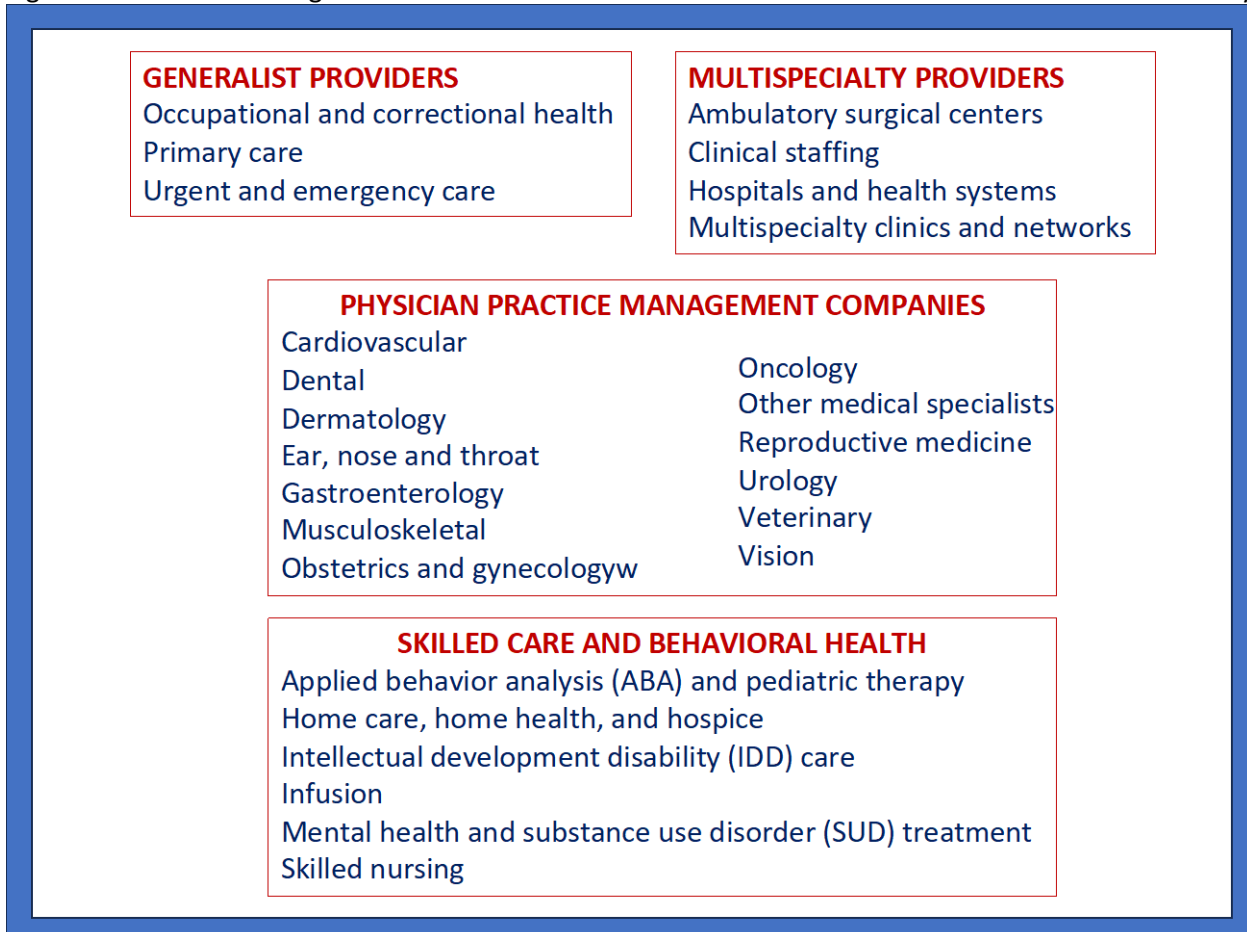 GENERALIST PROVIDERS
Occupational and correctional health
Primary care
Urgent and emergency care
MULTISPECIALTY PROVIDERS
Ambulatory surgical centers
Clinical staffing
Hospitals and health systems
Multispecialty clinics and networks
PHYSICIAN PRACTICE MANAGEMENT COMPANIES
Cardiovascular
Dental
Dermatology
Ear, nose and throat
Gastroenterology
Musculoskeletal
Obstetrics and gynecologyw
Oncology
Other medical specialists
Reproductive medicine
Urology
Veterinary
Vision
SKILLED CARE AND BEHAVIORAL HEALTH
Applied behavior analysis (ABA) and pediatric therapy
Home care, home health, and hospice
Intellectual development disability (IDD) care
Infusion
Mental health and substance use disorder (SUD) treatment
Skilled nursing